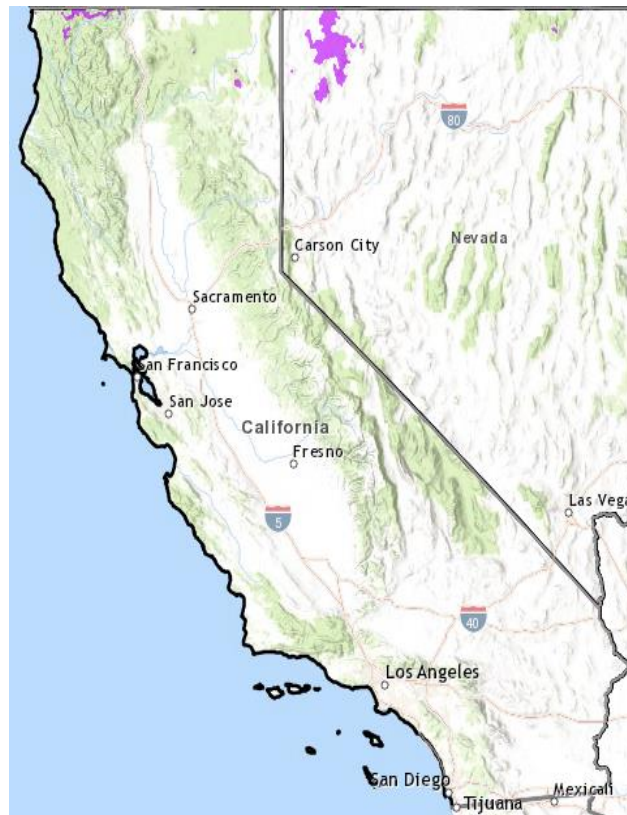 80
Nevada
Carson City
Sacramento
San Francisco
San Jose
California
Fresno
Las Vega
5
40
Los Angeles
San Diego
Mexicali
Tijuana